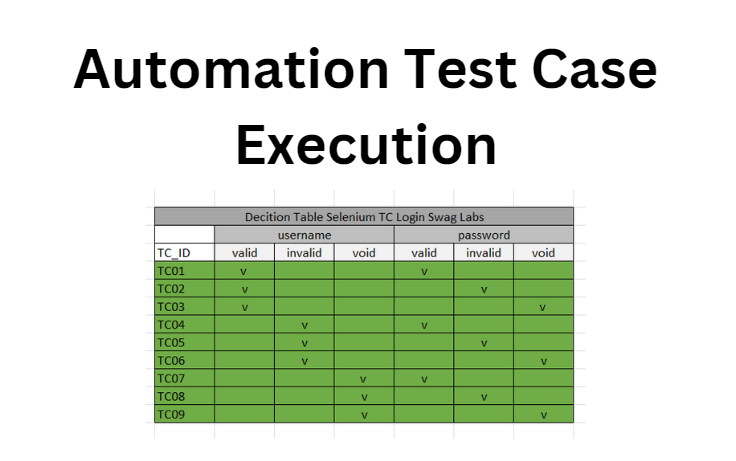 Automation Test Case
Execution
Decition Table Selenium TC Login Swag Labs
username password
TC_ID valid invalid void valid invalid void
TC01 v v
TC02 v v
TC03 v v
TC04 v v
TC05 v v
TC06 v v
TC07 v v
TC08 v v
TC09 v v